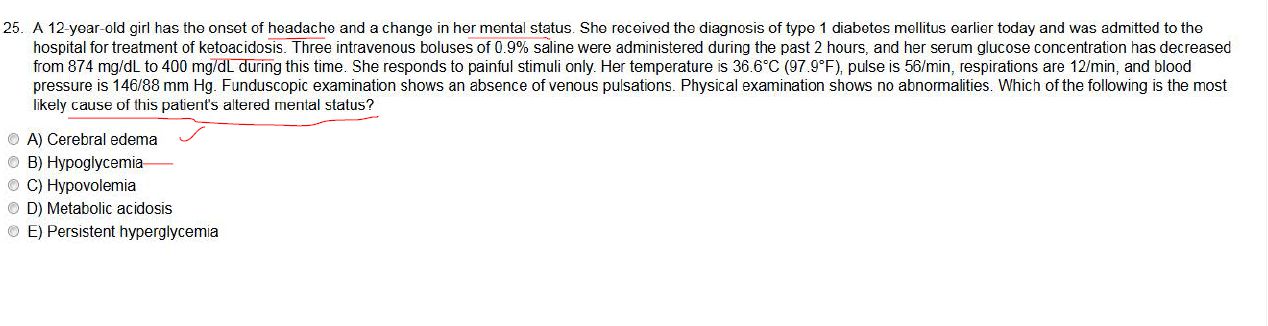 25. A 12-year-old girl has the onset of headache and a change in her mental status. She received the diagnosis of type 1 diabetes mellitus earlier today and was admitted to the
hospital for treatment of ketoacidosis. Three intravenous boluses of 0.9% saline were administered during the past 2 hours, and her serum glucose concentration has decreased
from 874 mg/dL to 400 mg/dL during this time. She responds to painful stimuli only. Her temperature is 36.6°C (97.9°F), pulse is 56/min, respirations are 12/min, and blood
pressure is 146/88 mm Hg. Funduscopic examination shows an absence of venous pulsations. Physical examination shows no abnormalities. Which of the following is the most
likely cause of this patient's altered mental status?
A) Cerebral edema
B) Hypoglycemia
C) Hypovolemia
D) Metabolic acidosis
E) Persistent hyperglycemia